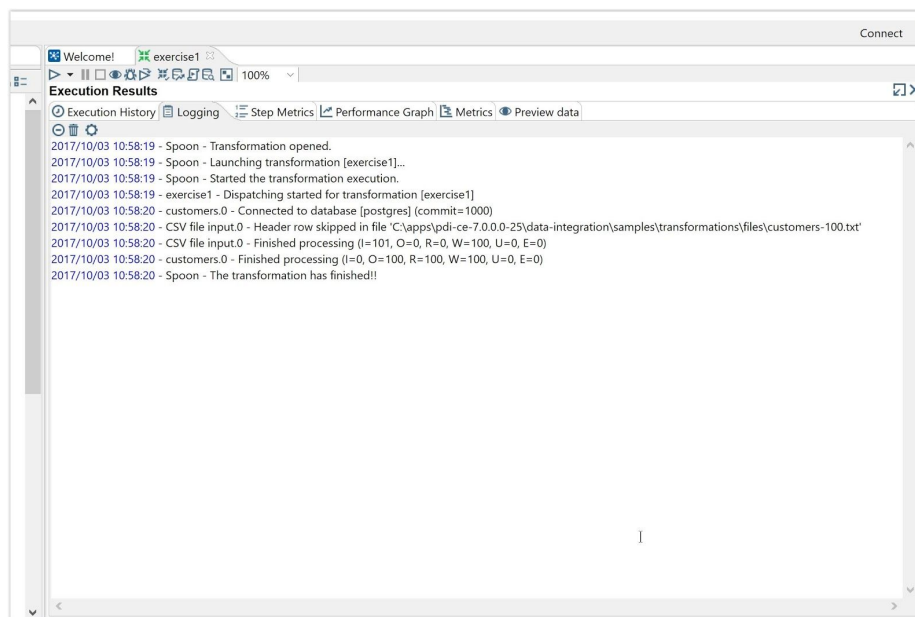 Connect
Welcome! exercise1
100%
Execution Results
Execution History Logging Step Metrics Performance Graph Metrics Preview data
2017/10/03 10:58:19 - Spoon - Transformation opened.
2017/10/03 10:58:19 - Spoon - Launching transformation [exercise1]...
2017/10/03 10:58:19 - Spoon - Started the transformation execution.
2017/10/03 10:58:19 - exercise1 - Dispatching started for transformation [exercise1]
2017/10/03 10:58:20 - customers.0 - Connected to database [postgres] (commit=1000)
2017/10/03 10:58:20 - CSV file input.0 - Header row skipped in file 'C:\apps\pdi-ce-7.0.0.0-25\data-integration\samples\transformations\files\customers-100.txt'
2017/10/03 10:58:20 - CSV file input.0 - Finished processing (I=101, O=0, R=0, W=100, U=0, E=0)
2017/10/03 10:58:20 - customers.0 - Finished processing (I=0, O=100, R=100, W=100, U=0, E=0)
2017/10/03 10:58:20 - Spoon - The transformation has finished!!